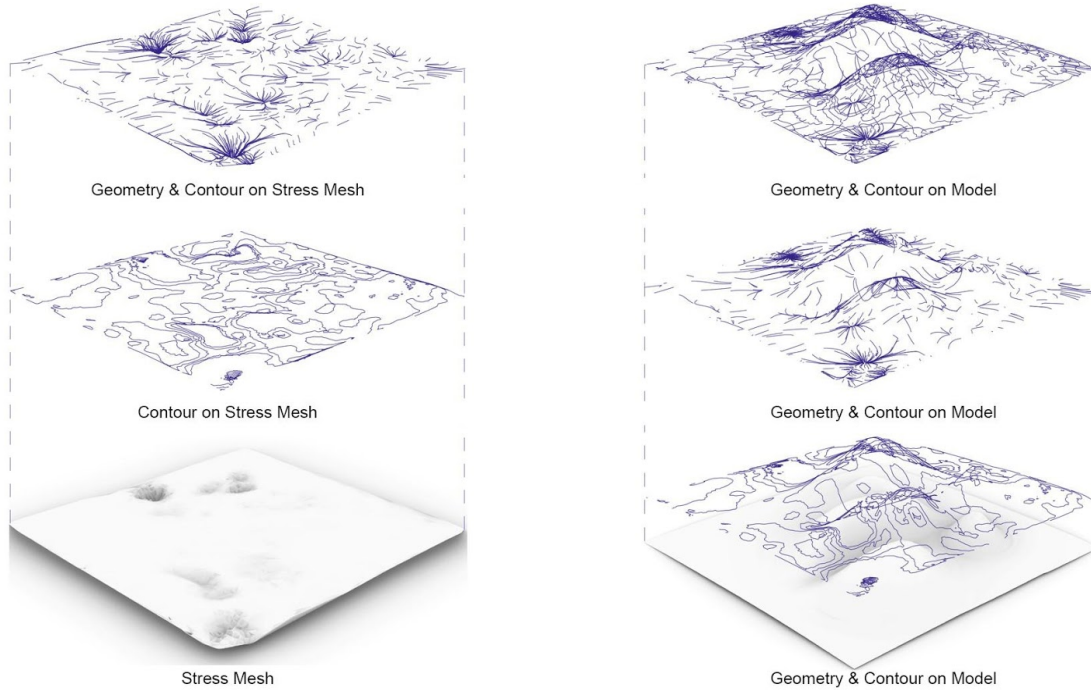 Geometry & Contour on Stress Mesh
Geometry & Contour on Model
Contour on Stress Mesh
Geometry & Contour on Model
Stress Mesh
Geometry & Contour on Model